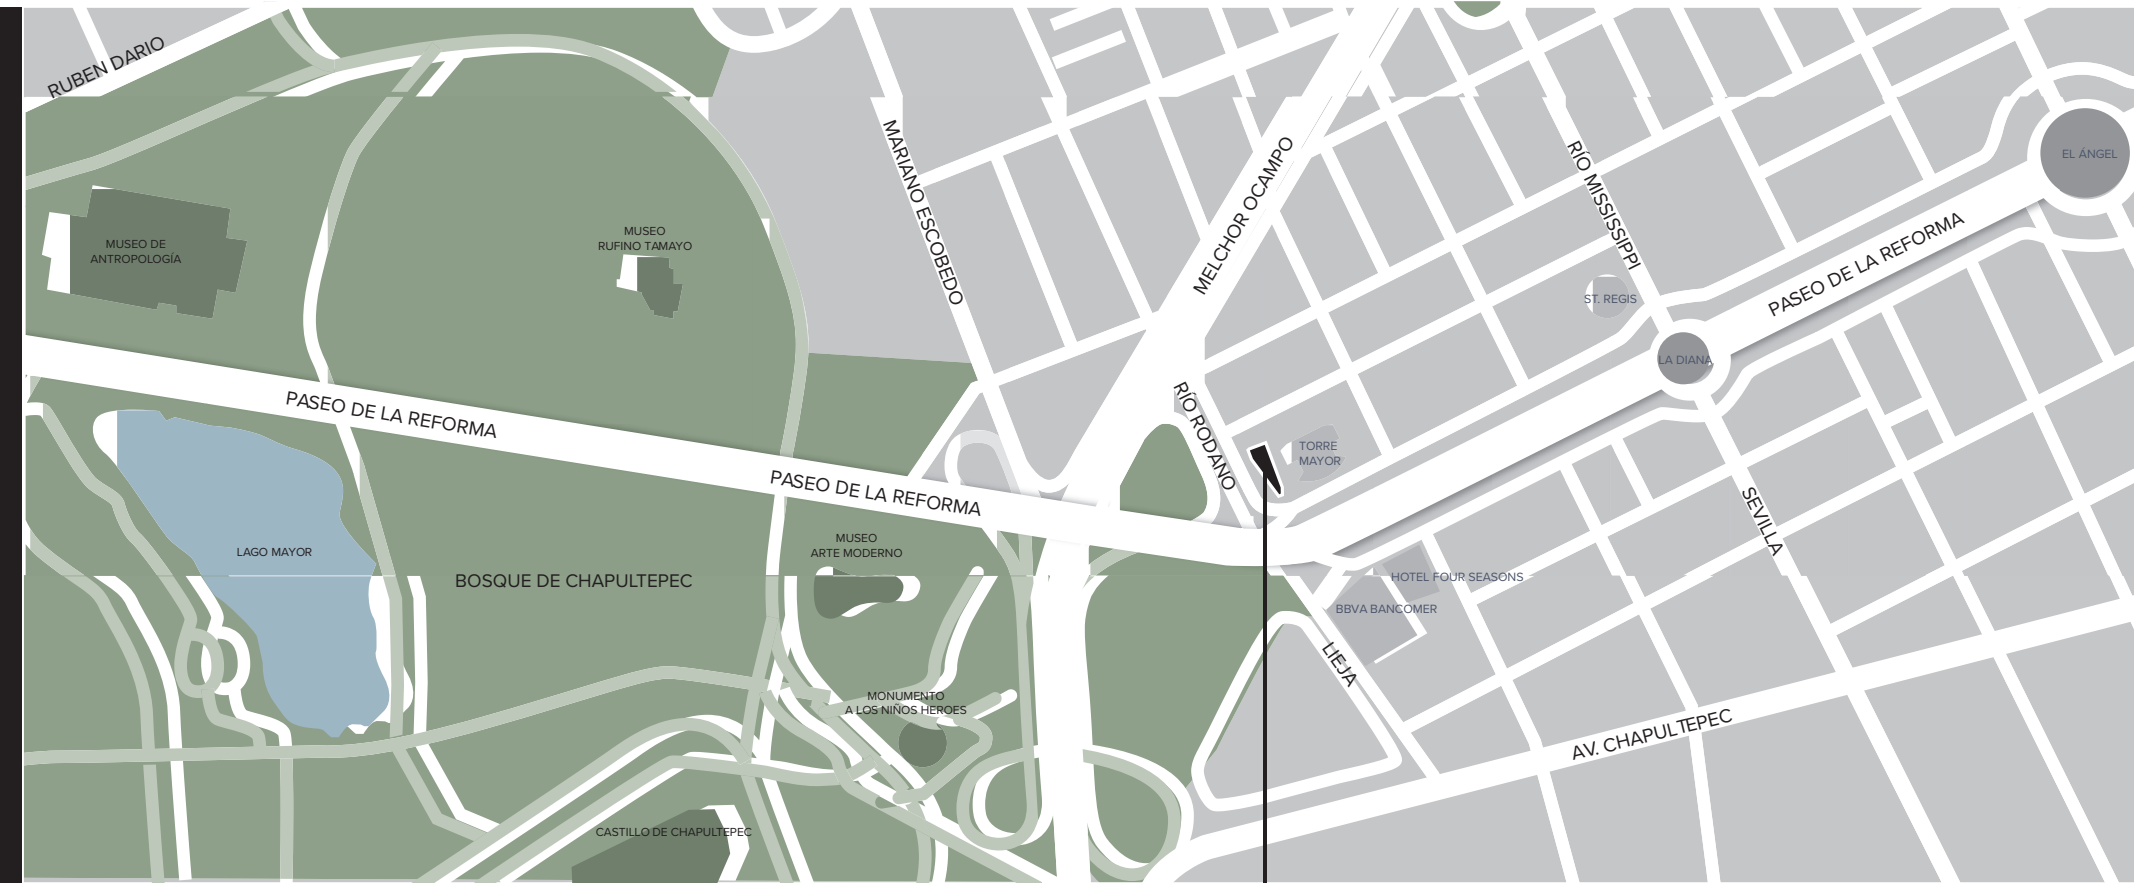 RUBEN DARIO
MARIANO ESCOBEDO
MELCHOR OCAMPO
RÍO MISSISSIPPI
EL ÁNGEL
MUSEO DE
ANTROPOLOGÍA
MUSEO
RUFINO TAMAYO
PASEO DE LA REFORMA
ST. REGIS
LA DIANA
PASEO DE LA REFORMA
RÍO RODANO
TORRE
MAYOR
PASEO DE LA REFORMA
SEVILLA
LAGO MAYOR
MUSEO
ARTE MODERNO
BOSQUE DE CHAPULTEPEC
HOTEL FOUR SEASONS
BBVA BANCOMER
LIEJA
MONUMENTO
A LOS NIÑOS HEROES
AV. CHAPULTEPEC
CASTILLO DE CHAPULTEPEC